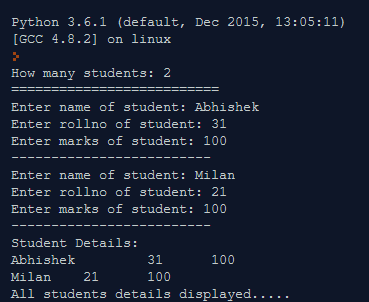 Python 3.6.1 (default, Dec 2015, 13:05:11)
[GCC 4.8.2] on linux
How many students: 2
==========================
Enter name of student: Abhishek
Enter rollno of student: 31
Enter marks of student: 100
-------------------------
Enter name of student: Milan
Enter rollno of student: 21
Enter marks of student: 100
-------------------------
Student Details:
Abhishek         31      100
Milan    21      100
All students details displayed.....